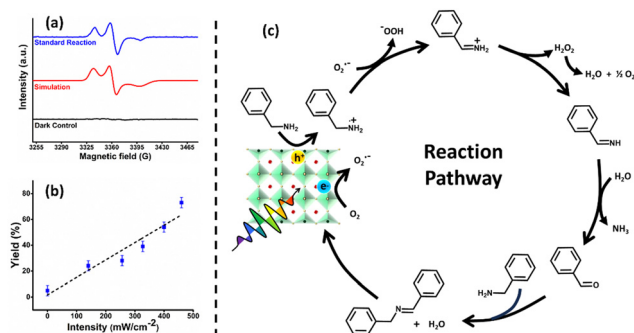 (a)
Standard Reaction
Simulation
Dark Control
Intensity (a.u.)
3255 3290 3325 3360 3395 3430 3465
Magnetic field (G)
(b)
Yield (%)
80
60
40
20
0
0 100 200 300 400 500
Intensity (mW/cm⁻²)
(c)
⁻OOH
O₂•⁻
NH₂
+
H₂O₂
H₂O + ½ O₂
NH₂
NH₂
•+
NH
h⁺
O₂•⁻
e⁻
O₂
Reaction
Pathway
H₂O
NH₃
H₂N
O
N
+ H₂O